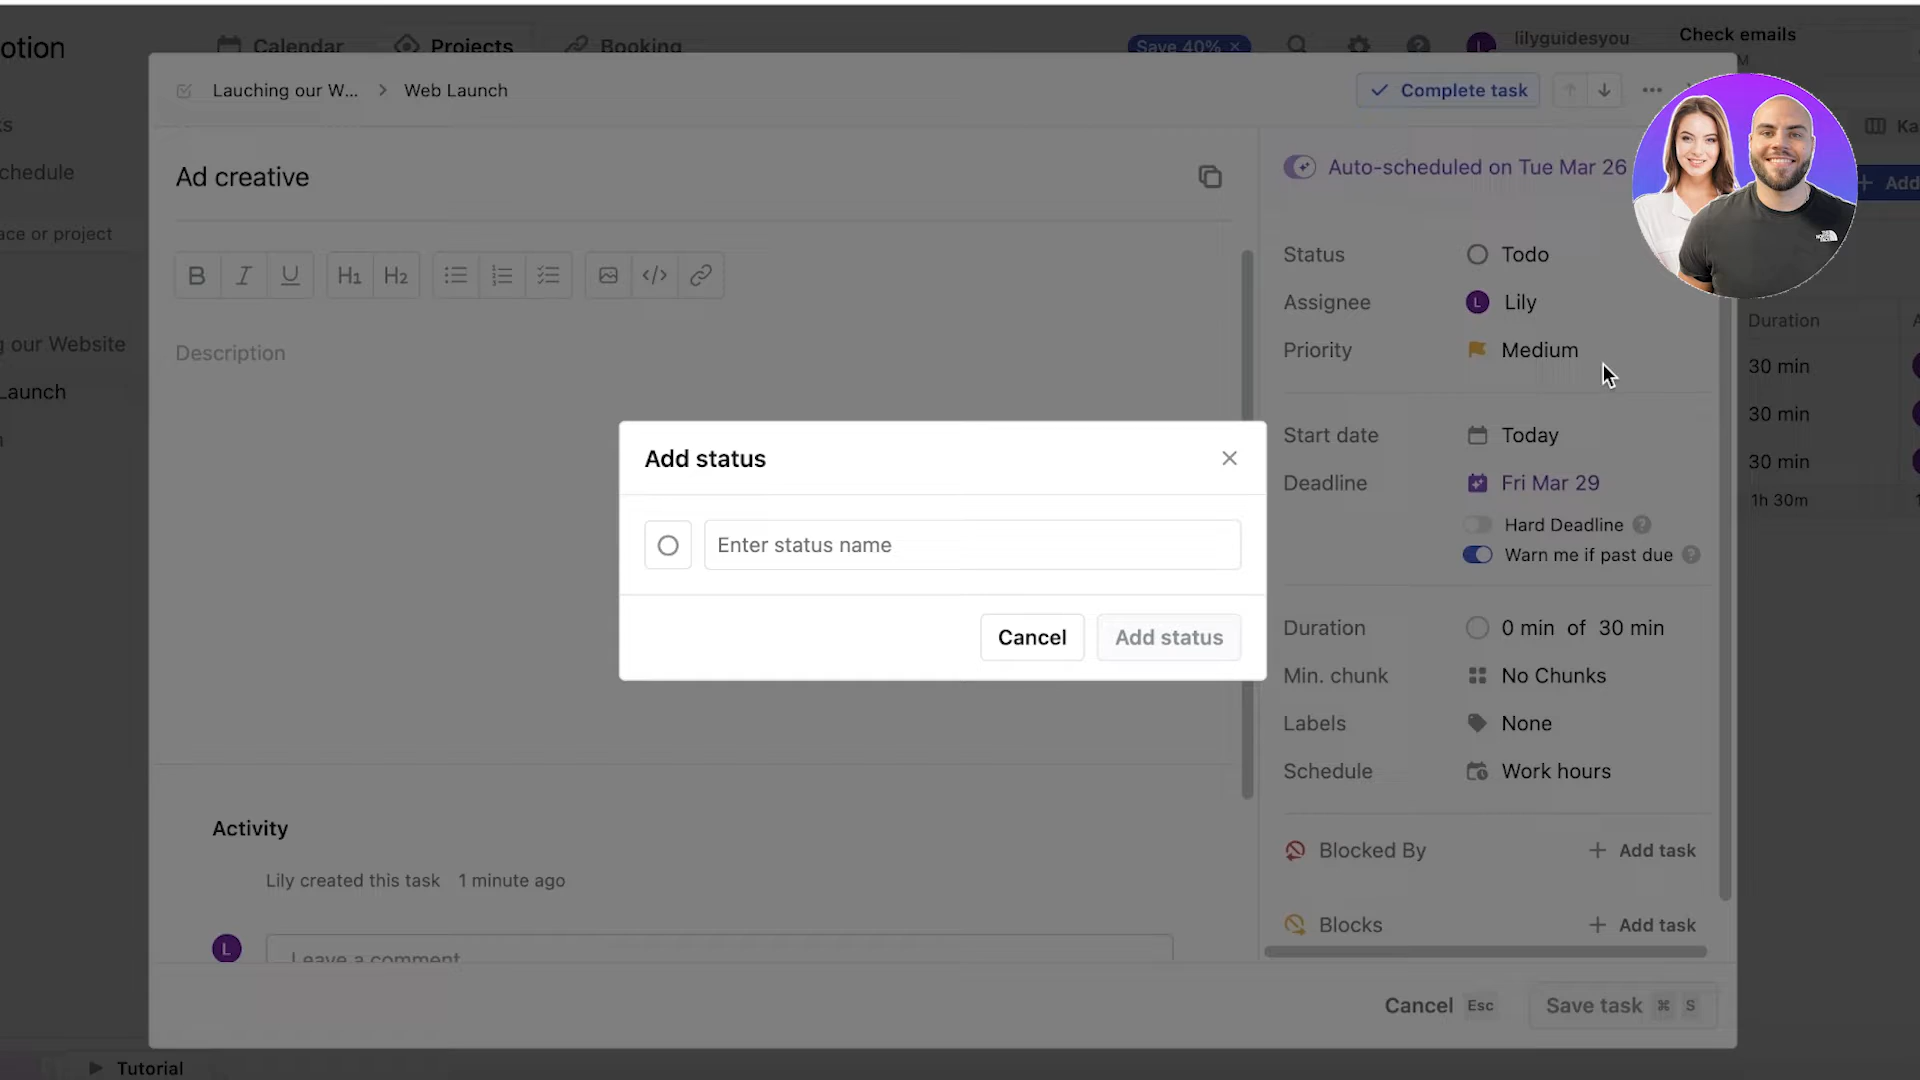 otion
Calendar
Projects
Booking
Save 40% ×
lilyguidesyou
Check emails
M
Lauching our W... > Web Launch
Complete task
ks
Ka
Ad creative
Auto-scheduled on Tue Mar 26
chedule
+ Add
ace or project
B I U H1 H2
Status
Todo
Assignee
L Lily
Duration
g our Website
Description
Priority
Medium
30 min
Launch
30 min
Start date
Today
Deadline
Fri Mar 29
30 min
1h 30m
Hard Deadline ?
Warn me if past due ?
Add status
Enter status name
Cancel
Add status
Duration
0 min of 30 min
Min. chunk
No Chunks
Labels
None
Schedule
Work hours
Activity
Lily created this task 1 minute ago
L
Leave a comment
Blocked By
+ Add task
Blocks
+ Add task
Cancel Esc
Save task ⌘ S
Tutorial